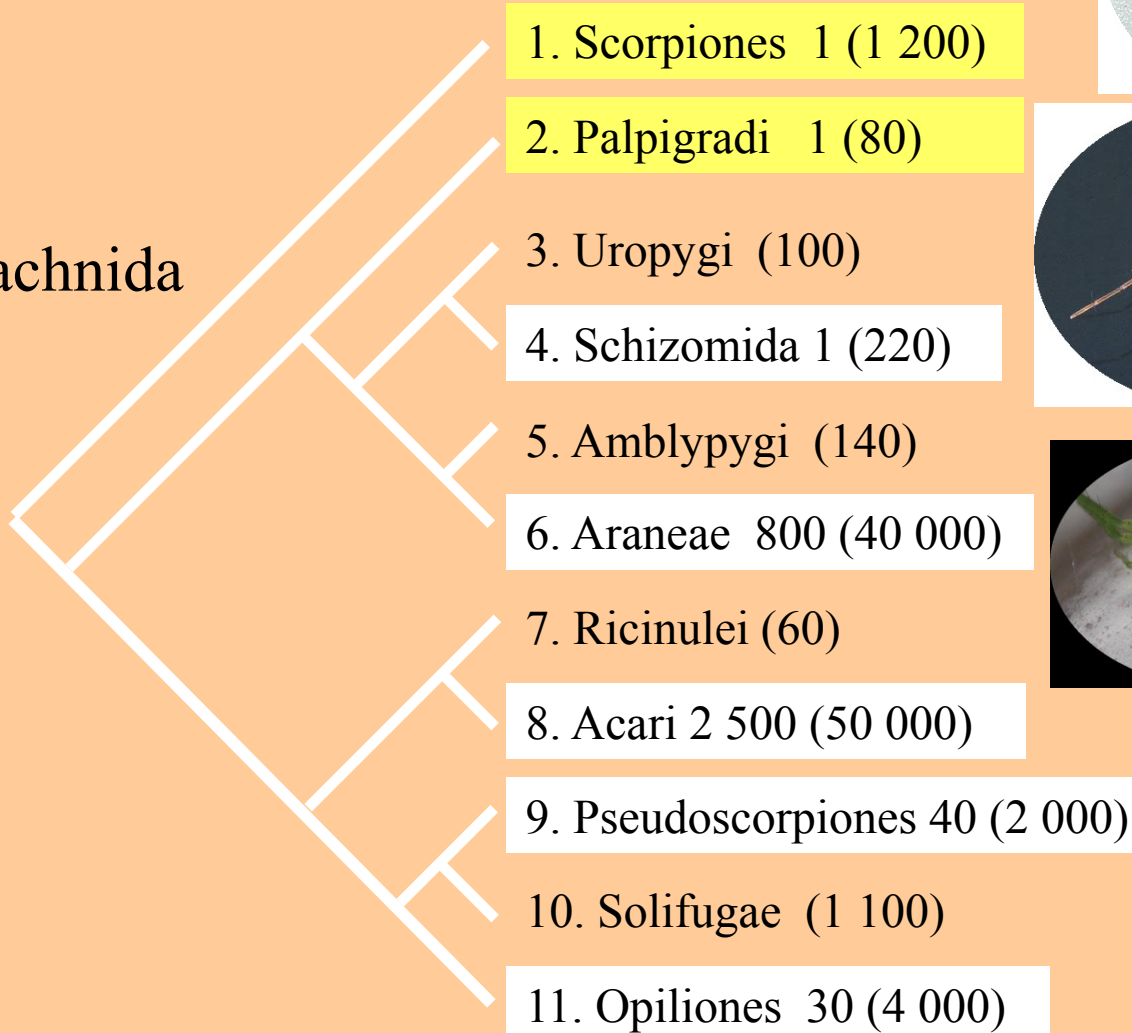 1. Scorpiones 1 (1 200)
2. Palpigradi 1 (80)
achnida
3. Uropygi (100)
4. Schizomida 1 (220)
5. Amblypygi (140)
6. Araneae 800 (40 000)
7. Ricinulei (60)
8. Acari 2 500 (50 000)
9. Pseudoscorpiones 40 (2 000)
10. Solifugae (1 100)
11. Opiliones 30 (4 000)